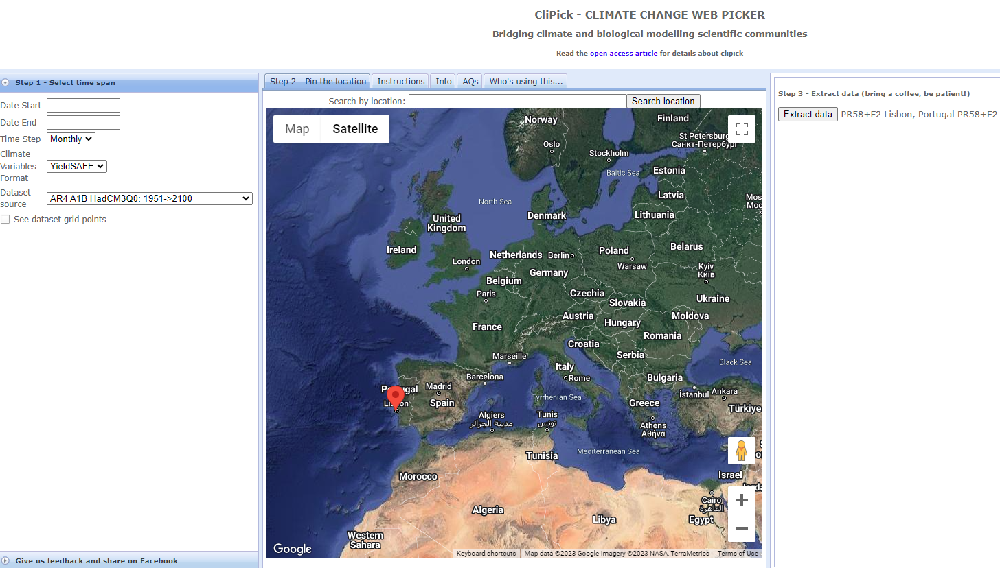 CliPick - CLIMATE CHANGE WEB PICKER
Bridging climate and biological modelling scientific communities
Read the open access article for details about clipick
Step 1 - Select time span
Date Start
Date End
Time Step Monthly
Climate
Variables YieldSAFE
Format
Dataset
source AR4 A1B HadCM3Q0: 1951->2100
See dataset grid points
Give us feedback and share on Facebook
Step 2 - Pin the location
Instructions
Info
AQs
Who's using this...
Search by location:
Search location
Map
Satellite
Norway
Finland
St Petersburg
Санкт-Петербург
Oslo
Stockholm
Baltic Sea
Estonia
Latvia
North Sea
Denmark
Lithuania
United
Kingdom
Ireland
Netherlands
Berlin
Poland
Belarus
London
Warsaw
Germany
Kyiv
Київ
Belgium
Paris
Czechia
Slovakia
Ukraine
Austria
Moldova
Hungary
France
Romania
Croatia
Marseille
Serbia
Black Sea
Italy
Rome
Barcelona
Bulgaria
Madrid
Spain
Tyrrhenian Sea
İstanbul
Ankara
Greece
Türkiye
Algiers
مدينة الجزائر
Tunis
تونس
Athens
Αθήνα
Mediterranean Sea
Tunisia
Morocco
Israel
Cairo
القاهرة
Algeria
Libya
Egypt
Western
Sahara
Google
Keyboard shortcuts
Map data ©2023 Google Imagery ©2023 NASA, TerraMetrics
Terms of Use
Step 3 - Extract data (bring a coffee, be patient!)
Extract data PR58+F2 Lisbon, Portugal PR58+F2